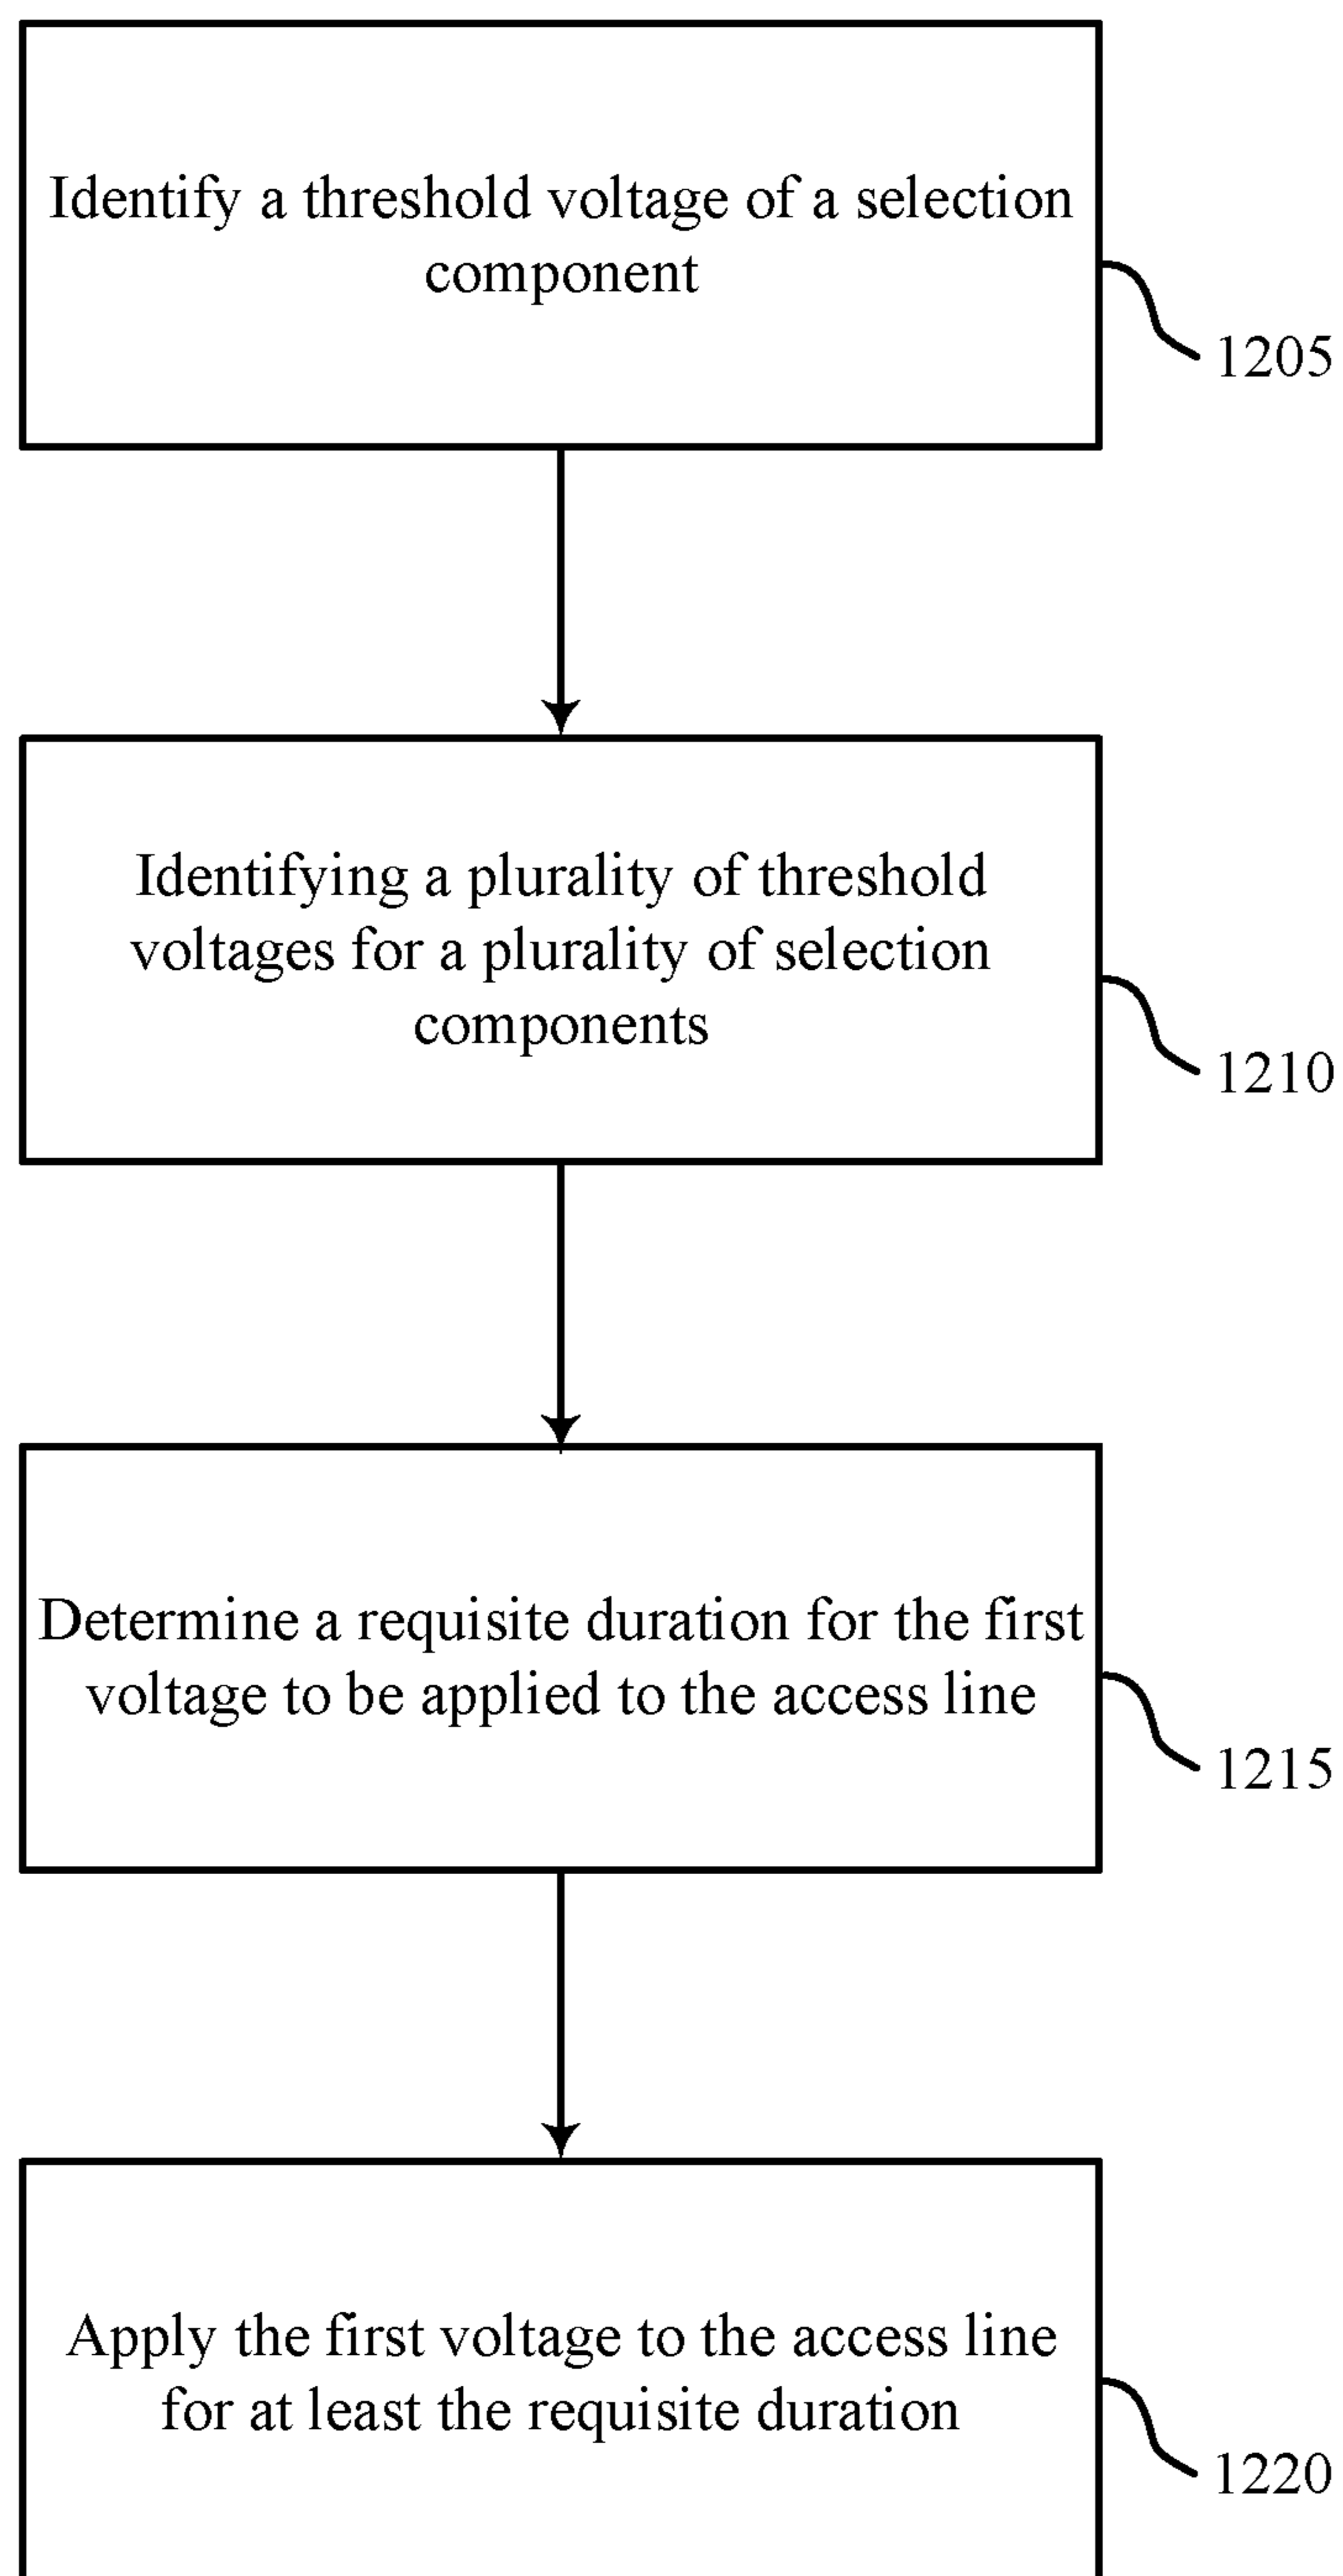 Identify a threshold voltage of a selection
component
1205
Identifying a plurality of threshold
voltages for a plurality of selection
components
1210
Determine a requisite duration for the first
voltage to be applied to the access line
1215
Apply the first voltage to the access line
for at least the requisite duration
1220